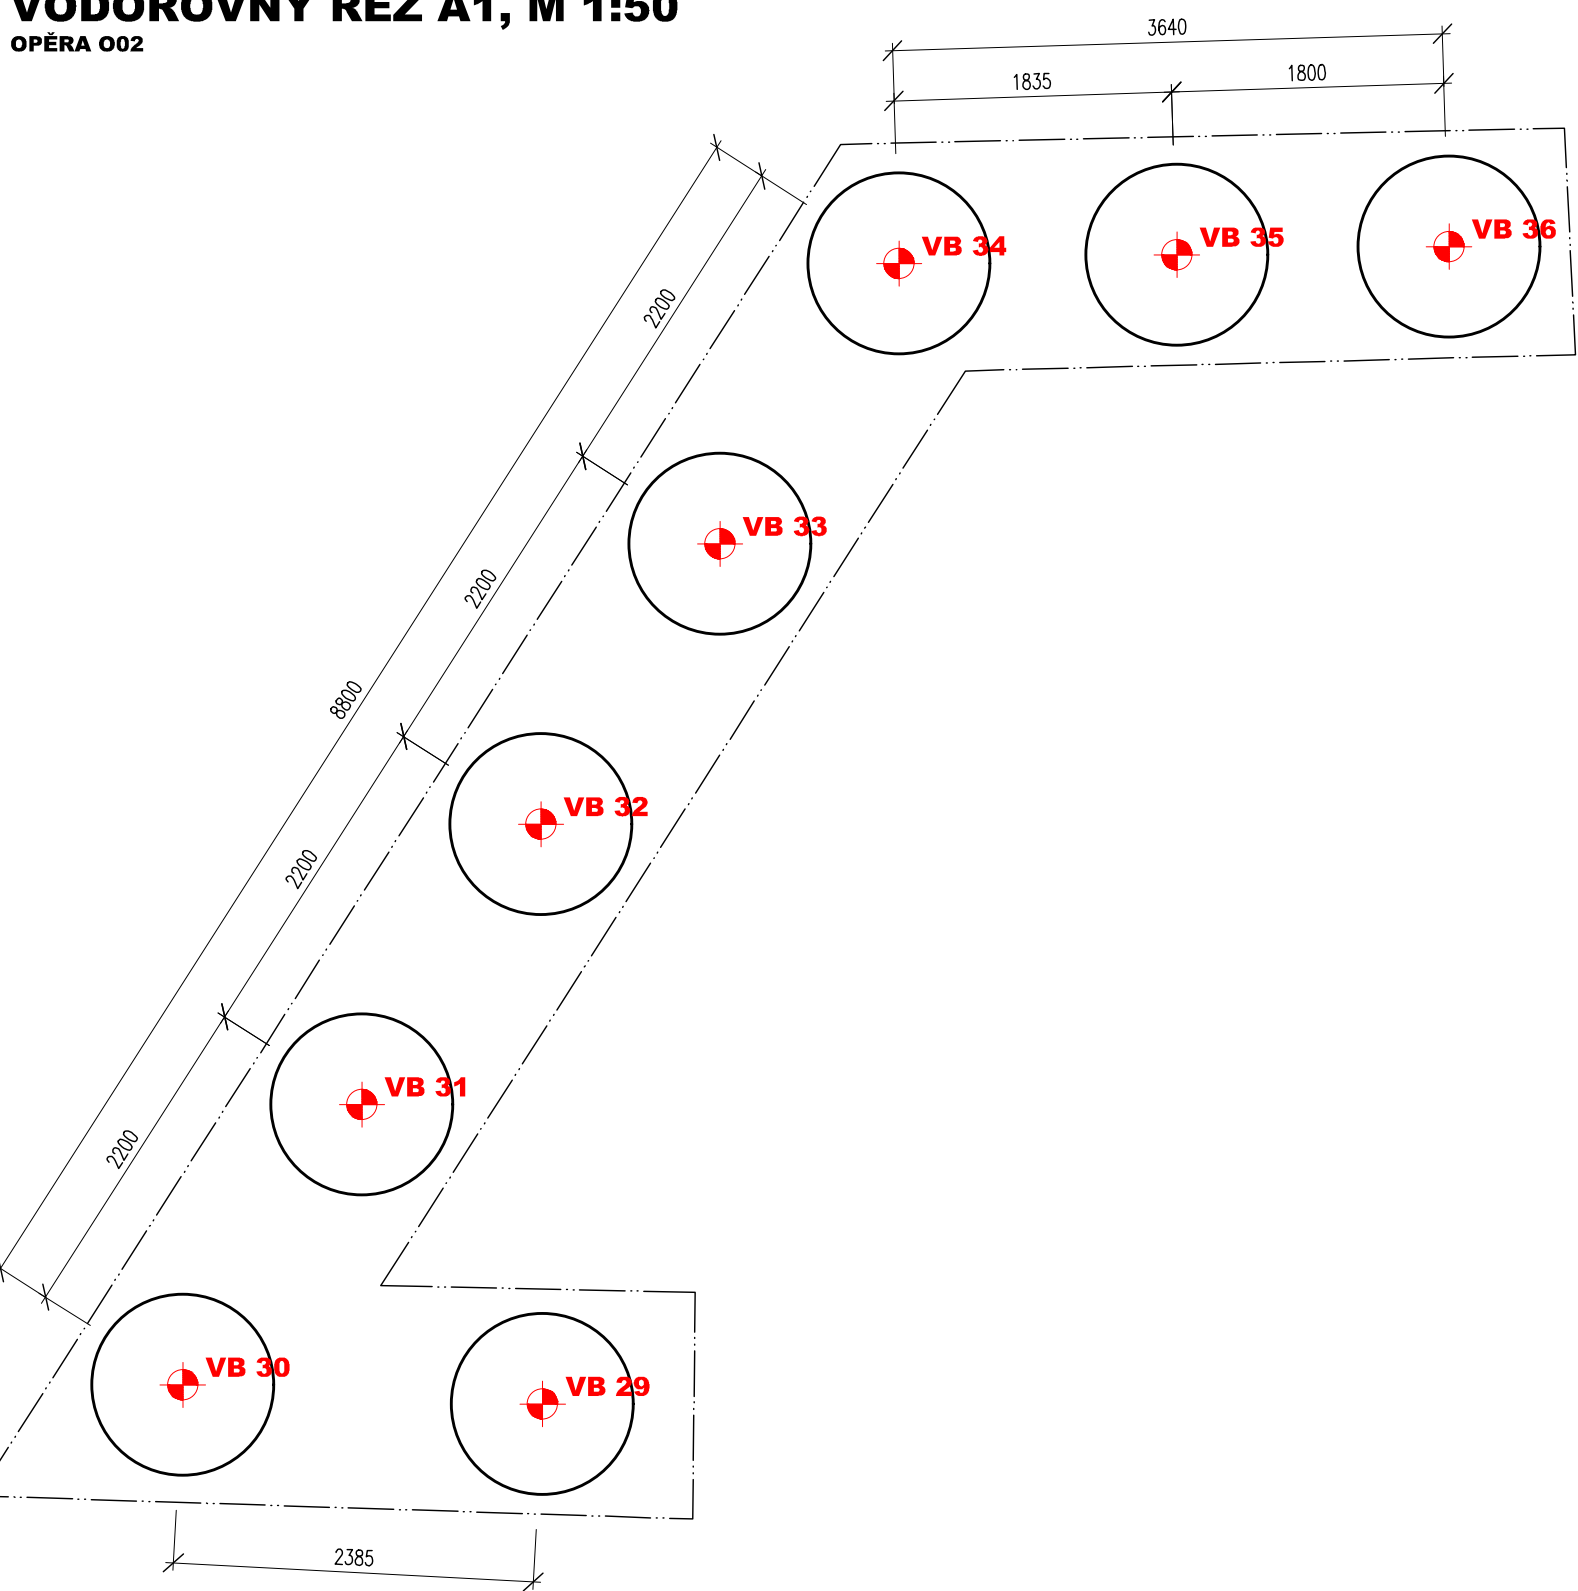 VODOROVNÝ ŘEZ A1, M 1:50
OPĚRA O02
3640
1835
1800
VB 34
VB 35
VB 36
2200
VB 33
2200
8800
VB 32
2200
VB 31
2200
VB 30
VB 29
2385